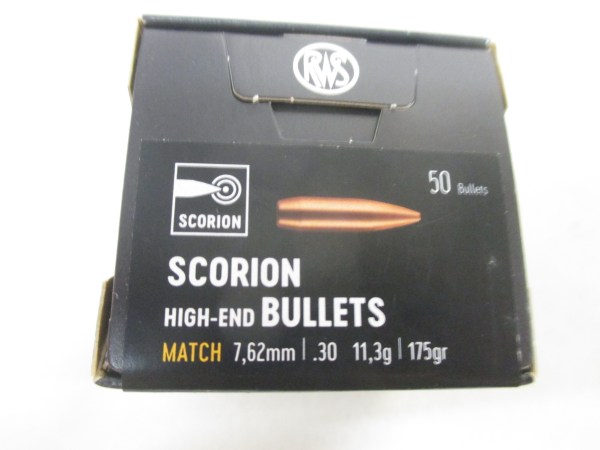 RWS
50 Bullets
SCORION
SCORION
HIGH-END BULLETS
MATCH 7,62mm | .30 11,3g | 175gr